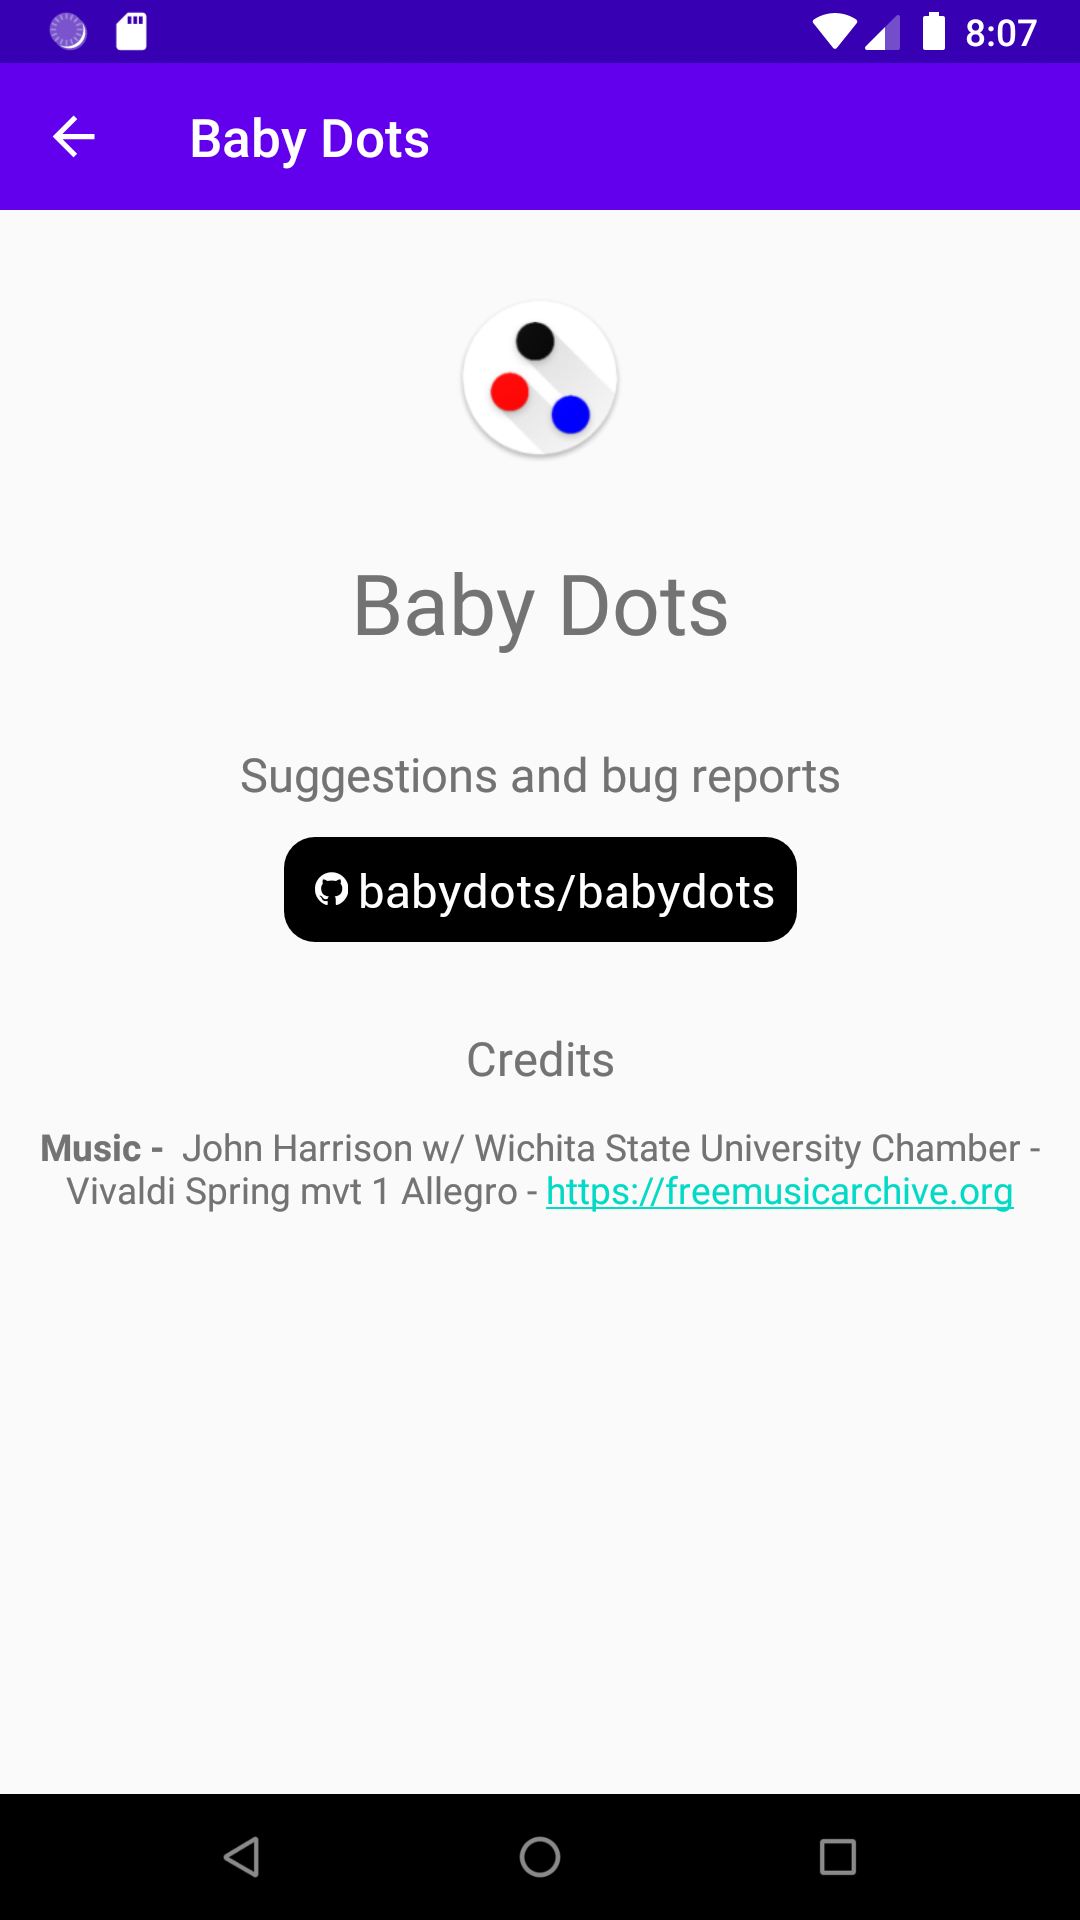 8:07
Baby Dots
Baby Dots
Suggestions and bug reports
babydots/babydots
Credits
Music -  John Harrison w/ Wichita State University Chamber -
Vivaldi Spring mvt 1 Allegro - https://freemusicarchive.org